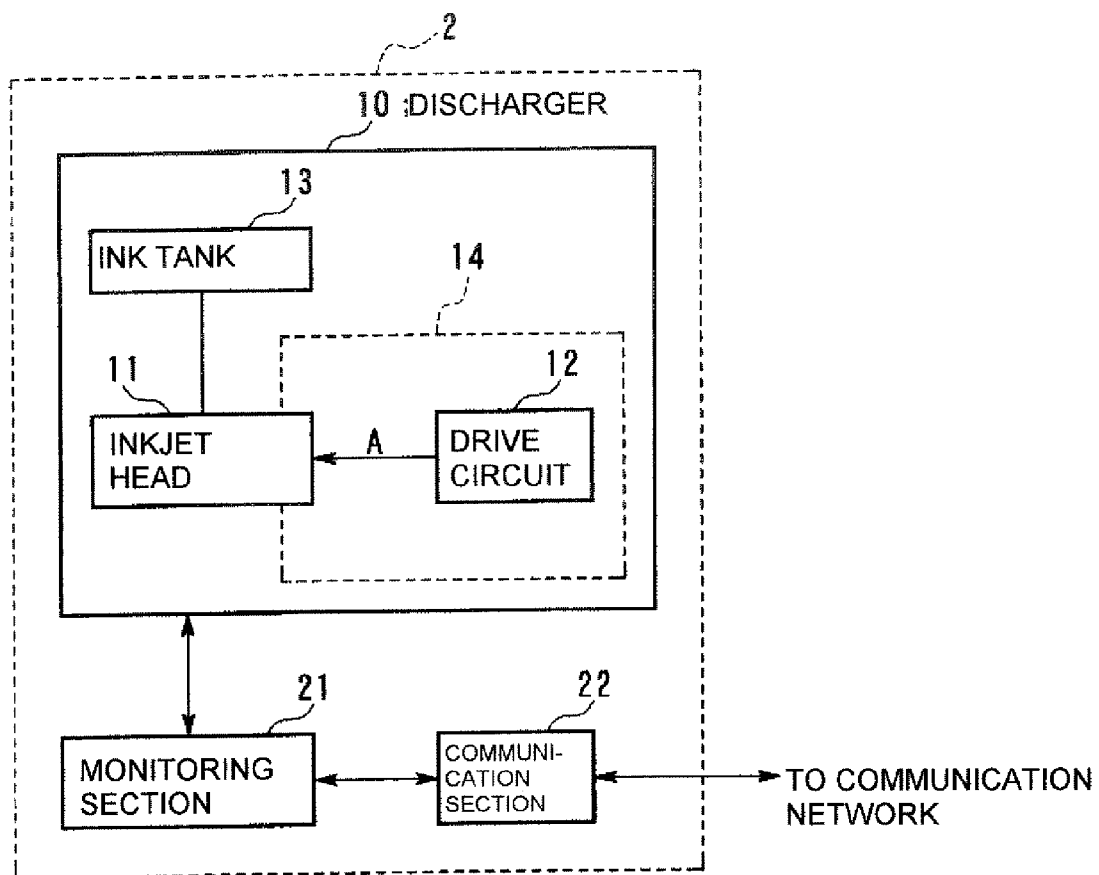 2
10 :DISCHARGER
13
INK TANK
14
11
12
INKJET
HEAD
A
DRIVE
CIRCUIT
21
22
MONITORING
SECTION
COMMUNI-
CATION
SECTION
TO COMMUNICATION
NETWORK